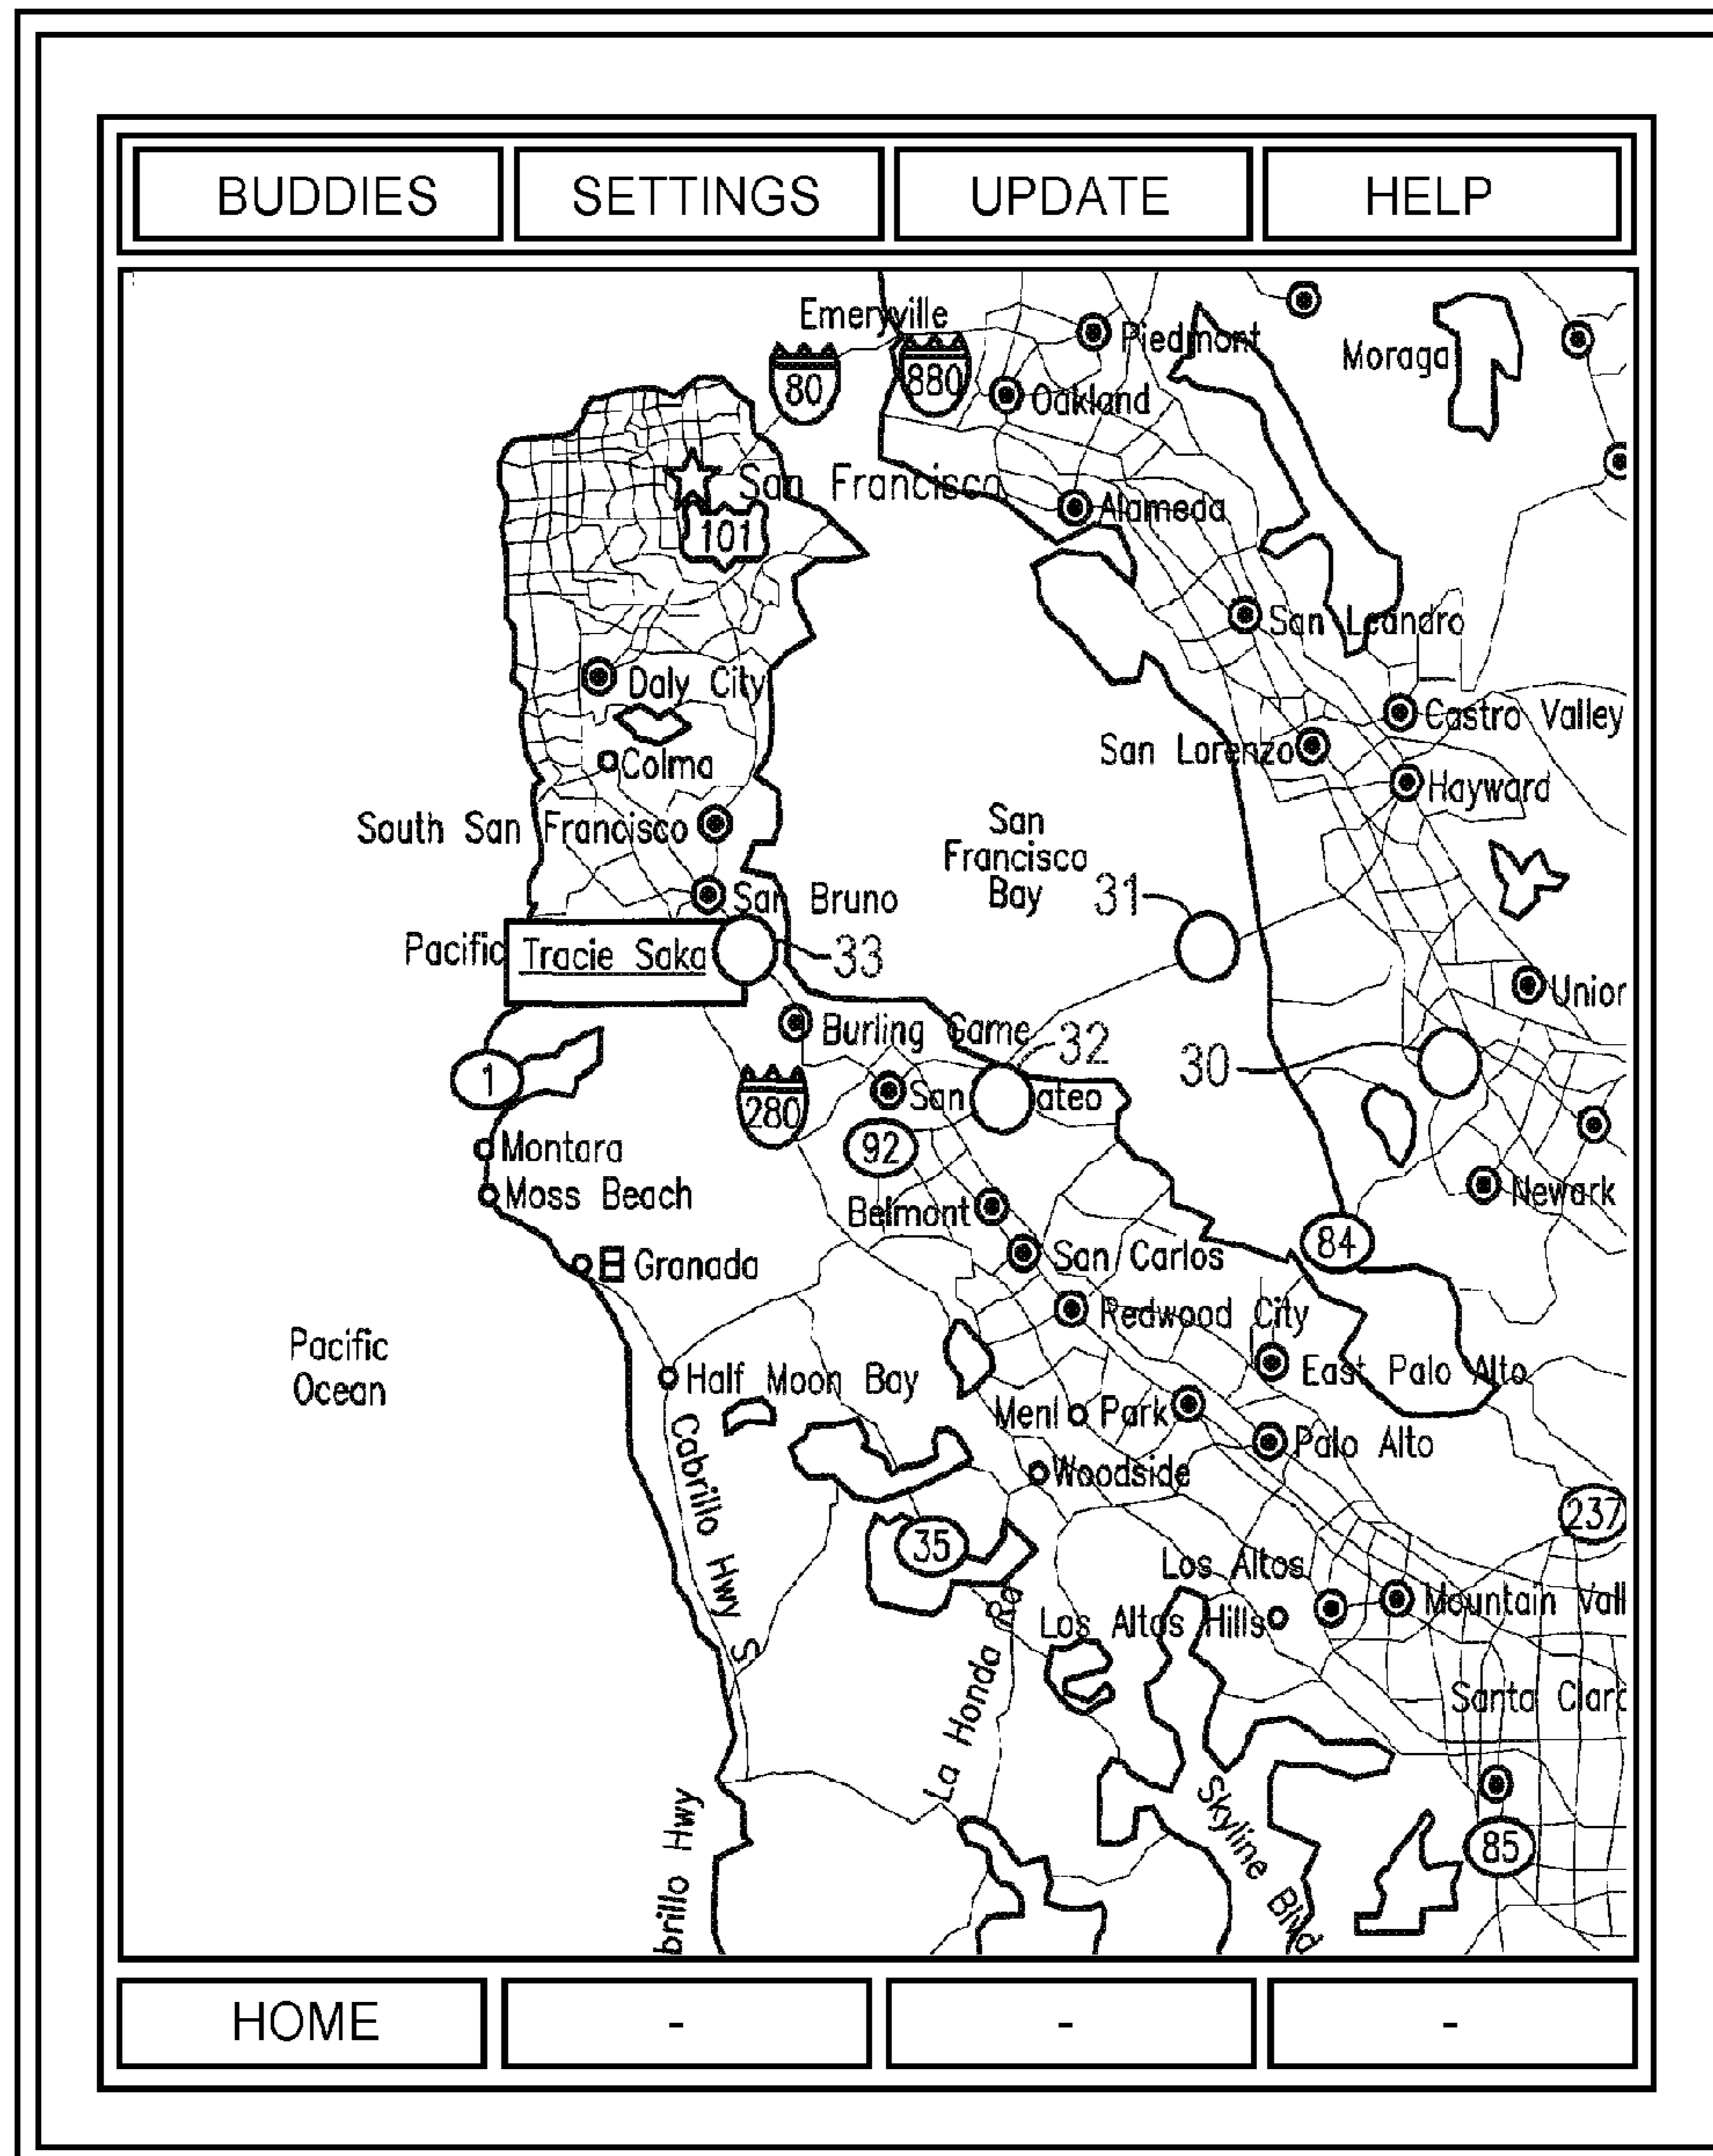 BUDDIES SETTINGS UPDATE HELP
Emeryville
Piedmont
Moraga
80
880
Oakland
San Francisco
Alameda
101
San Leandro
Daly City
Castro Valley
San Lorenzo
Colma
Hayward
South San Francisco
San
Francisco
Bay
31
San Bruno
Pacific
Tracie Saka
33
Union
Burling Game
32
30
1
280
San ateo
92
Montara
Moss Beach
Newark
Belmont
84
San Carlos
Granada
Redwood City
Pacific
Ocean
East Palo Alto
Half Moon Bay
Menl Park
Palo Alto
Woodside
Cabrillo Hwy S
237
35
Los Altos
Mountain Vall
Los Altos Hills
La Honda Rd
Santa Clara
Skyline Blvd
85
brillo Hwy
HOME - - -